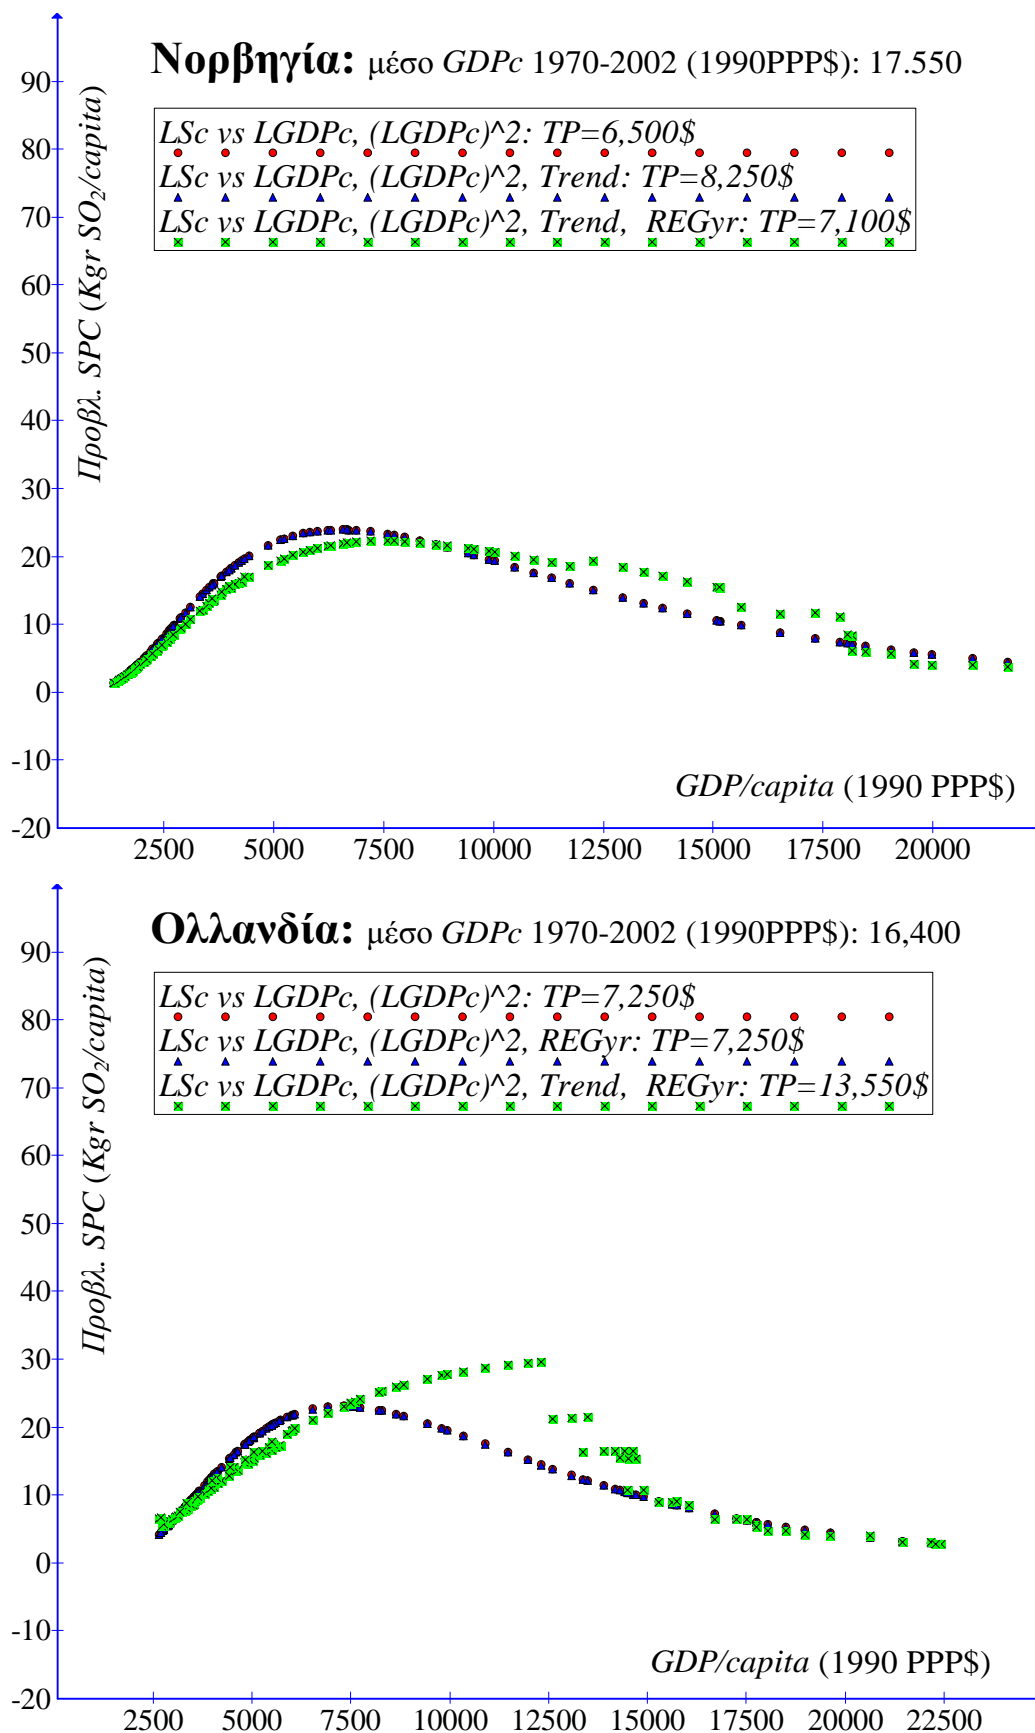 Νορβηγία: μέσο GDPc 1970-2002 (1990PPP$): 17.550
LSc vs LGDPc, (LGDPc)^2: TP=6,500$
LSc vs LGDPc, (LGDPc)^2, Trend: TP=8,250$
LSc vs LGDPc, (LGDPc)^2, Trend, REGyr: TP=7,100$
Προβλ. SPC (Kgr SO₂/capita)
90
80
70
60
50
40
30
20
10
0
-10
-20
GDP/capita (1990 PPP$)
2500 5000 7500 10000 12500 15000 17500 20000
Ολλανδία: μέσο GDPc 1970-2002 (1990PPP$): 16,400
LSc vs LGDPc, (LGDPc)^2: TP=7,250$
LSc vs LGDPc, (LGDPc)^2, REGyr: TP=7,250$
LSc vs LGDPc, (LGDPc)^2, Trend, REGyr: TP=13,550$
Προβλ. SPC (Kgr SO₂/capita)
90
80
70
60
50
40
30
20
10
0
-10
-20
GDP/capita (1990 PPP$)
2500 5000 7500 10000 12500 15000 17500 20000 22500